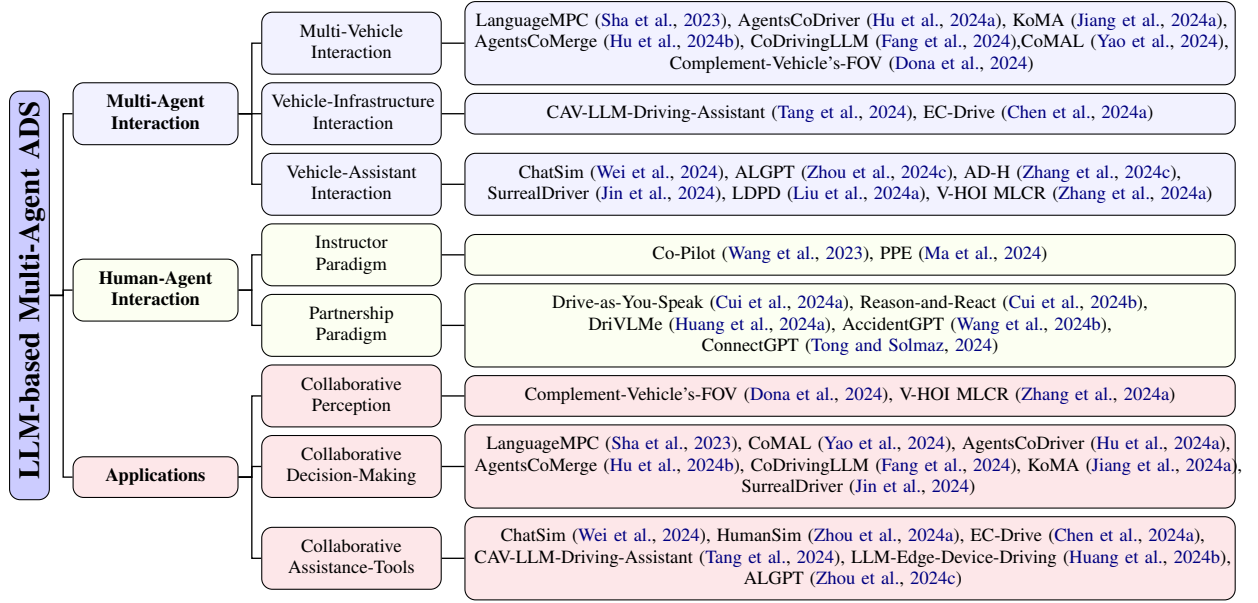 LLM-based Multi-Agent ADS
Multi-Agent
Interaction
Multi-Vehicle
Interaction
LanguageMPC (Sha et al., 2023), AgentsCoDriver (Hu et al., 2024a), KoMA (Jiang et al., 2024a),
AgentsCoMerge (Hu et al., 2024b), CoDrivingLLM (Fang et al., 2024),CoMAL (Yao et al., 2024),
Complement-Vehicle's-FOV (Dona et al., 2024)
Vehicle-Infrastructure
Interaction
CAV-LLM-Driving-Assistant (Tang et al., 2024), EC-Drive (Chen et al., 2024a)
Vehicle-Assistant
Interaction
ChatSim (Wei et al., 2024), ALGPT (Zhou et al., 2024c), AD-H (Zhang et al., 2024c),
SurrealDriver (Jin et al., 2024), LDPD (Liu et al., 2024a), V-HOI MLCR (Zhang et al., 2024a)
Human-Agent
Interaction
Instructor
Paradigm
Co-Pilot (Wang et al., 2023), PPE (Ma et al., 2024)
Partnership
Paradigm
Drive-as-You-Speak (Cui et al., 2024a), Reason-and-React (Cui et al., 2024b),
DriVLMe (Huang et al., 2024a), AccidentGPT (Wang et al., 2024b),
ConnectGPT (Tong and Solmaz, 2024)
Applications
Collaborative
Perception
Complement-Vehicle's-FOV (Dona et al., 2024), V-HOI MLCR (Zhang et al., 2024a)
Collaborative
Decision-Making
LanguageMPC (Sha et al., 2023), CoMAL (Yao et al., 2024), AgentsCoDriver (Hu et al., 2024a),
AgentsCoMerge (Hu et al., 2024b), CoDrivingLLM (Fang et al., 2024), KoMA (Jiang et al., 2024a),
SurrealDriver (Jin et al., 2024)
Collaborative
Assistance-Tools
ChatSim (Wei et al., 2024), HumanSim (Zhou et al., 2024a), EC-Drive (Chen et al., 2024a),
CAV-LLM-Driving-Assistant (Tang et al., 2024), LLM-Edge-Device-Driving (Huang et al., 2024b),
ALGPT (Zhou et al., 2024c)